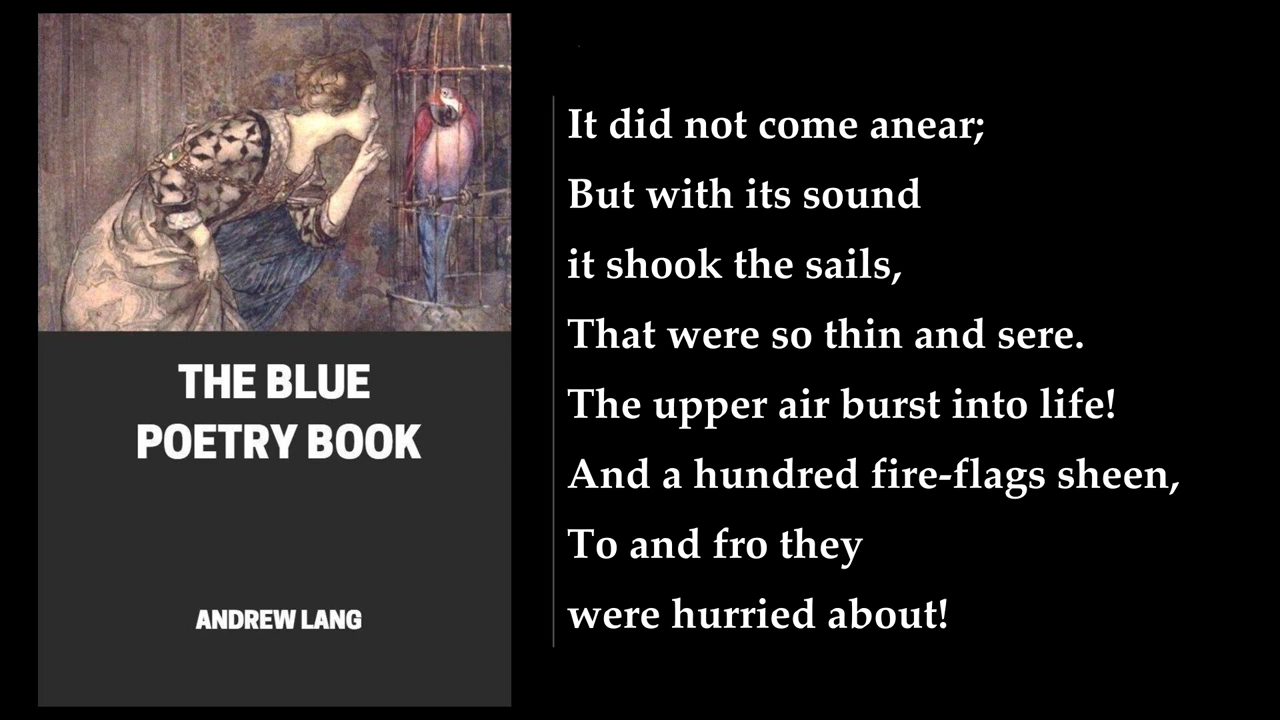 THE BLUE
POETRY BOOK
ANDREW LANG
It did not come anear;
But with its sound
it shook the sails,
That were so thin and sere.
The upper air burst into life!
And a hundred fire-flags sheen,
To and fro they
were hurried about!